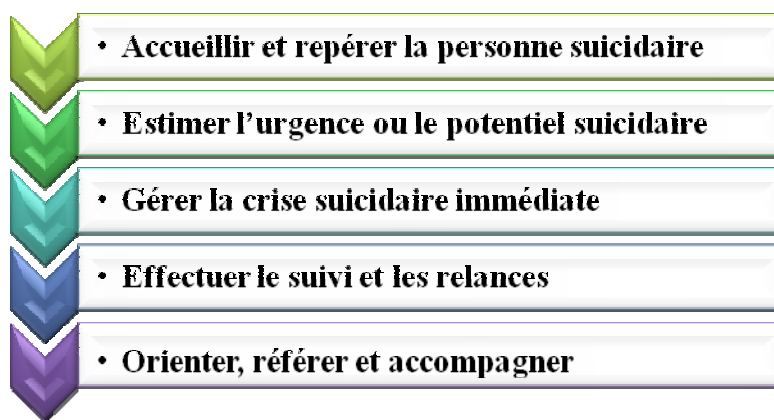 • Accueillir et repérer la personne suicidaire
• Estimer l'urgence ou le potentiel suicidaire
• Gérer la crise suicidaire immédiate
• Effectuer le suivi et les relances
• Orienter, référer et accompagner